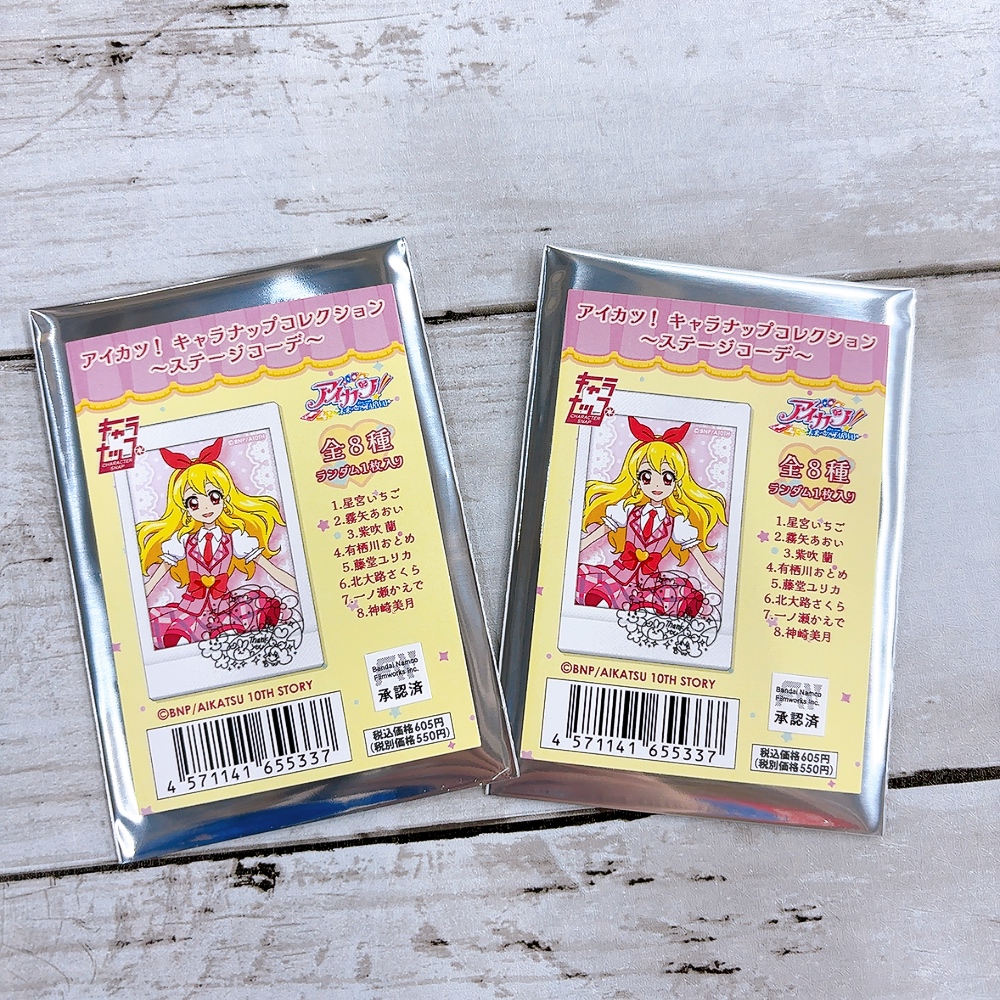 アイカツ! キャラナップコレクション
~ステージコーデ~
キャラ
ナップ
CHARACTER
SNAP
アイカツ!
©BNP/A10TH
全8種
ランダム1枚入り
1.星宮いちご
2.霧矢あおい
3.紫吹 蘭
4.有栖川おとめ
5.藤堂ユリカ
6.北大路さくら
7.一ノ瀬かえで
8.神崎美月
Thank you
©BNP/AIKATSU 10TH STORY
Bandai Namco
Filmworks Inc.
承認済
4 571141 655337
税込価格605円
(税別価格550円)
アイカツ! キャラナップコレクション
~ステージコーデ~
キャラ
ナップ
CHARACTER
SNAP
アイカツ!
©BNP/A10TH
全8種
ランダム1枚入り
1.星宮いちご
2.霧矢あおい
3.紫吹 蘭
4.有栖川おとめ
5.藤堂ユリカ
6.北大路さくら
7.一ノ瀬かえで
8.神崎美月
Thank you
©BNP/AIKATSU 10TH STORY
Bandai Namco
Filmworks Inc.
承認済
4 571141 655337
税込価格605円
(税別価格550円)